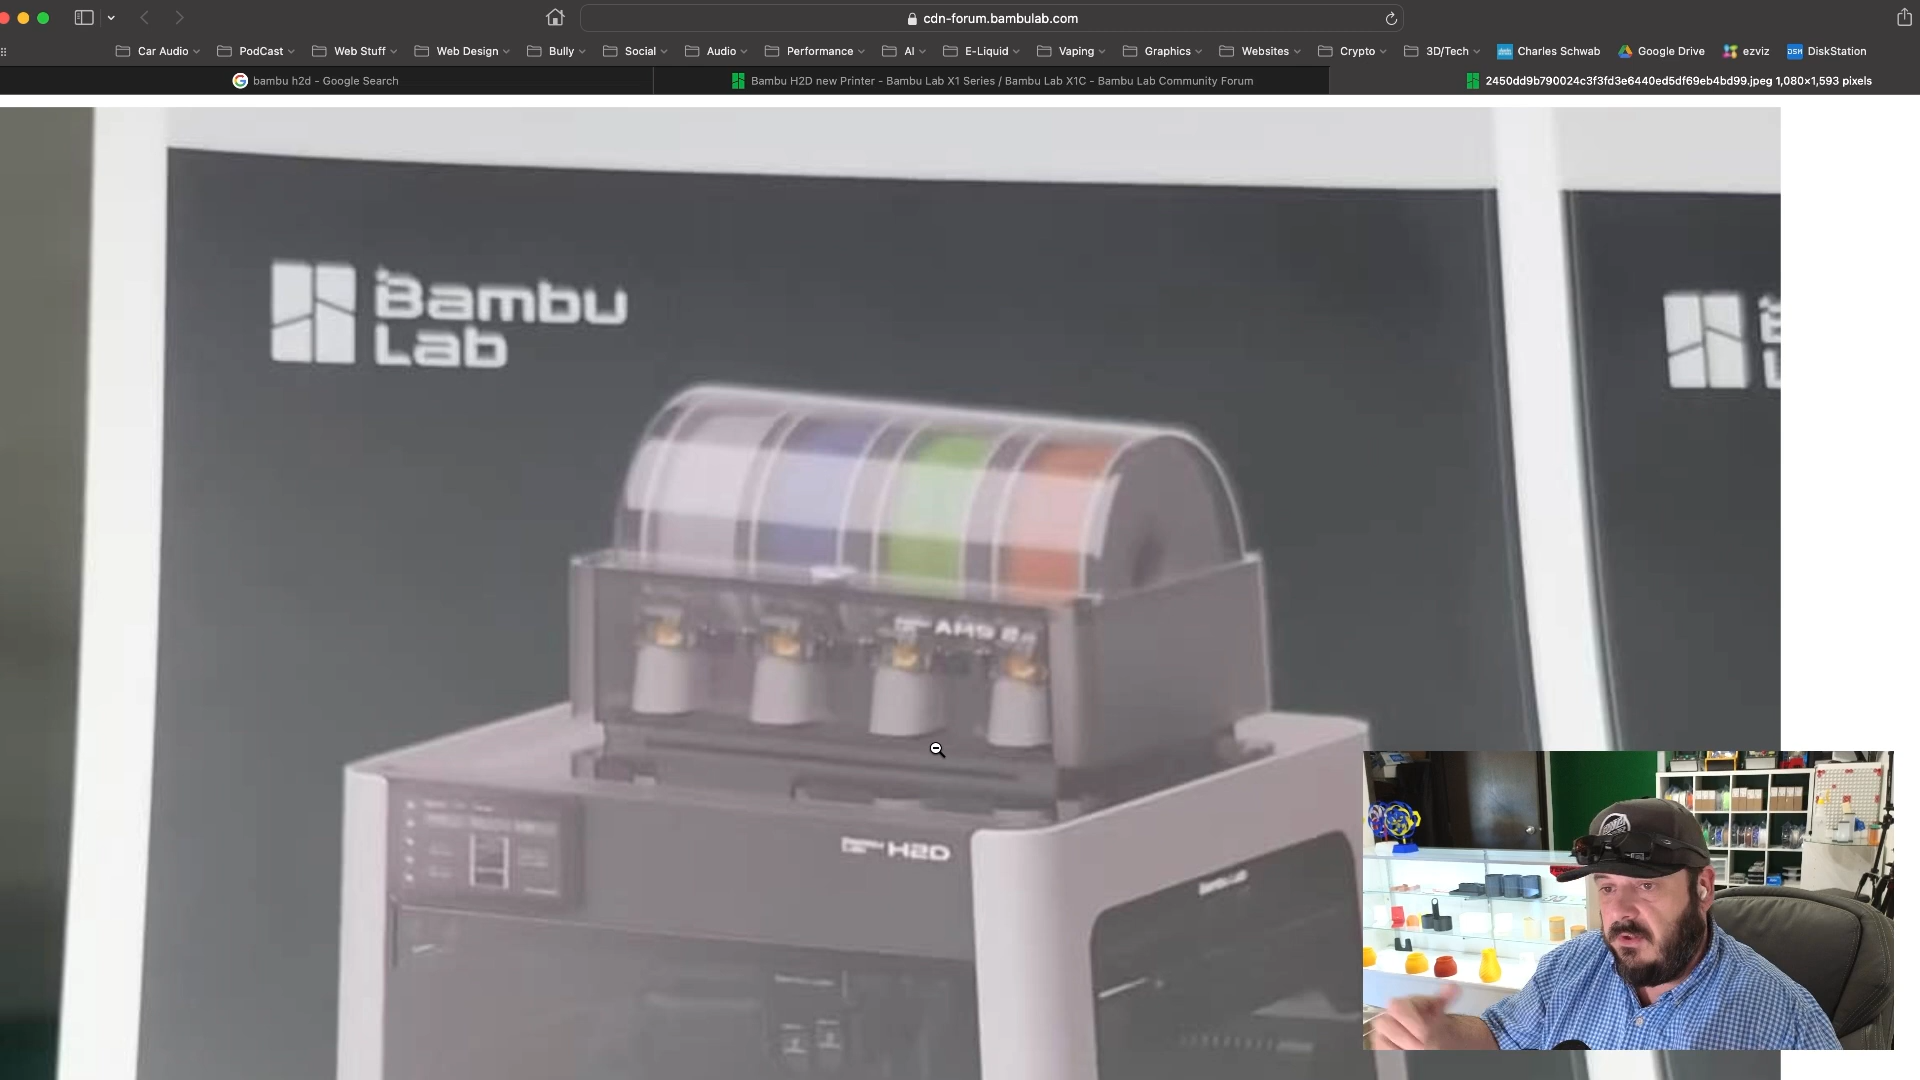 cdn-forum.bambulab.com
Car Audio
PodCast
Web Stuff
Web Design
Bully
Social
Audio
Performance
AI
E-Liquid
Vaping
Graphics
Websites
Crypto
3D/Tech
Charles Schwab
Google Drive
ezviz
DSM
DiskStation
bambu h2d - Google Search
Bambu H2D new Printer - Bambu Lab X1 Series / Bambu Lab X1C - Bambu Lab Community Forum
2450dd9b790024c3f3fd3e6440ed5df69eb4bd99.jpeg 1,080×1,593 pixels
Bambu
Lab
AMS 2
H2D